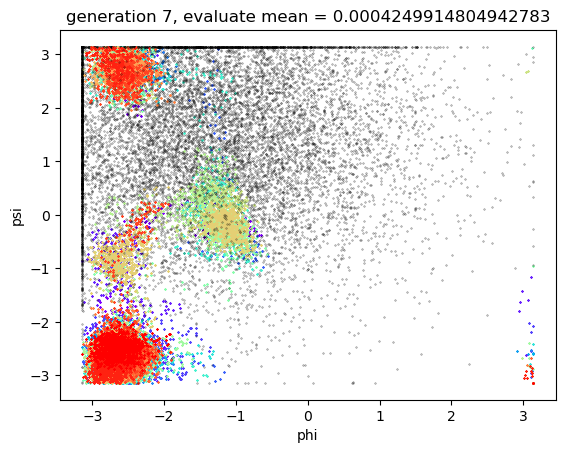 generation 7, evaluate mean = 0.0004249914804942783
3
2
1
0
−1
−2
−3
psi
−3 −2 −1 0 1 2 3
phi